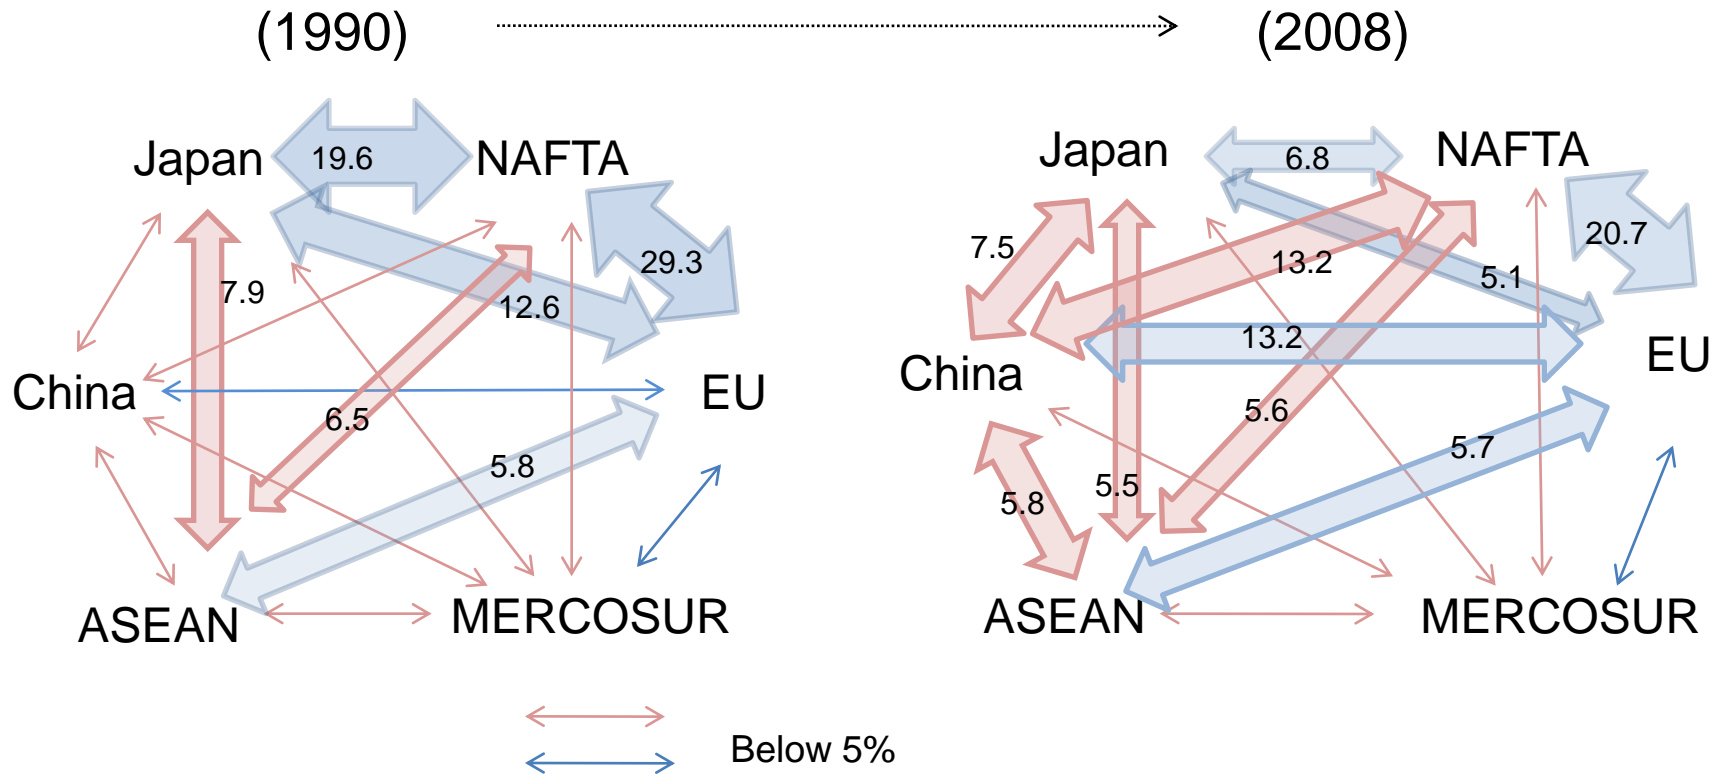 (1990)
(2008)
Japan
19.6
NAFTA
7.9
29.3
12.6
China
6.5
EU
5.8
ASEAN
MERCOSUR
Japan
6.8
NAFTA
7.5
13.2
5.1
20.7
13.2
China
EU
5.6
5.7
5.8
5.5
ASEAN
MERCOSUR
Below 5%